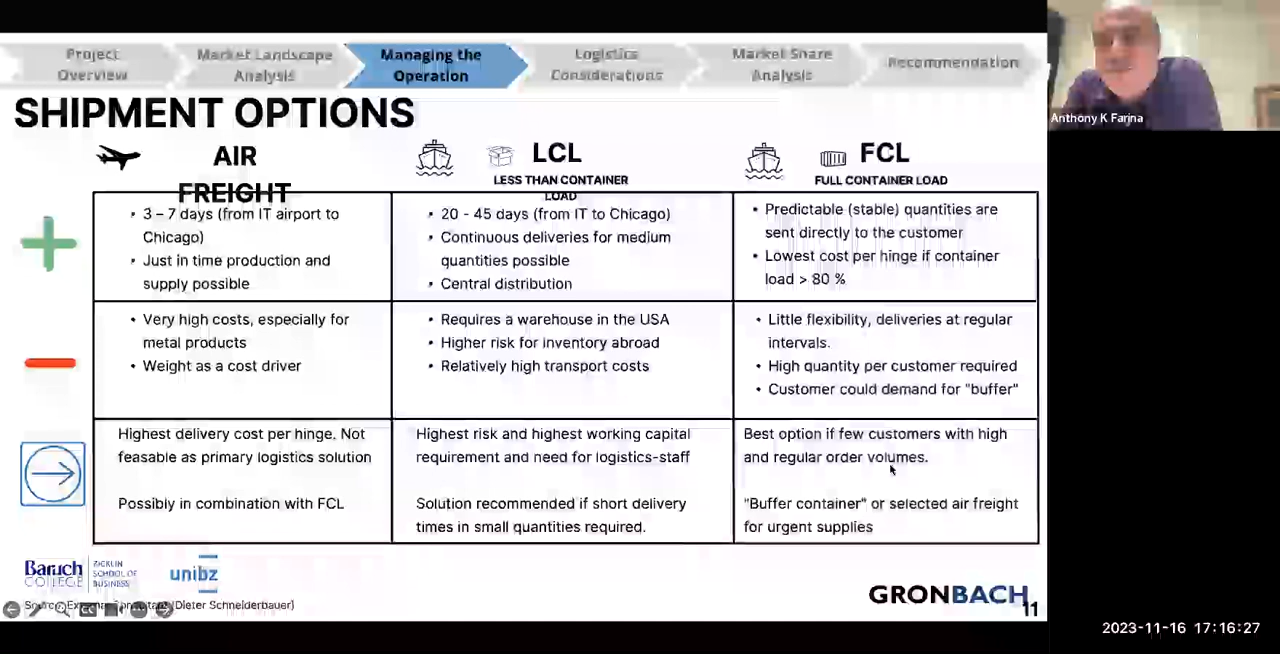 Project
Overview
Market Landscape
Analysis
Managing the
Operation
Logistics
Considerations
Market Share
Analysis
Recommendation
Anthony K Farina
SHIPMENT OPTIONS
AIR
FREIGHT
LCL
LESS THAN CONTAINER
LOAD
FCL
FULL CONTAINER LOAD
• 3 – 7 days (from IT airport to
Chicago)
• Just in time production and
supply possible
• 20 - 45 days (from IT to Chicago)
• Continuous deliveries for medium
quantities possible
• Central distribution
• Predictable (stable) quantities are
sent directly to the customer
• Lowest cost per hinge if container
load > 80 %
• Very high costs, especially for
metal products
• Weight as a cost driver
• Requires a warehouse in the USA
• Higher risk for inventory abroad
• Relatively high transport costs
• Little flexibility, deliveries at regular
intervals.
• High quantity per customer required
• Customer could demand for "buffer"
Highest delivery cost per hinge. Not
feasable as primary logistics solution
Possibly in combination with FCL
Highest risk and highest working capital
requirement and need for logistics-staff
Solution recommended if short delivery
times in small quantities required.
Best option if few customers with high
and regular order volumes.
"Buffer container" or selected air freight
for urgent supplies
Baruch
COLLEGE
ZICKLIN
SCHOOL OF
BUSINESS
unibz
(Dieter Schneiderbauer)
GRONBACH
11
2023-11-16 17:16:27